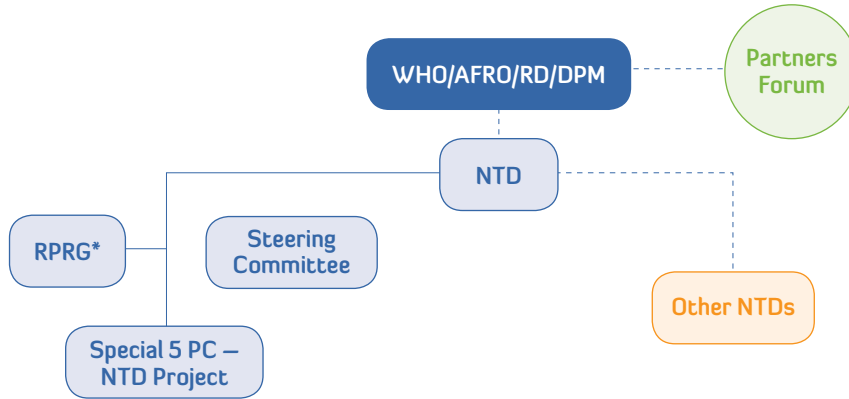 WHO/AFRO/RD/DPM
Partners
Forum
NTD
RPRG*
Steering
Committee
Other NTDs
Special 5 PC –
NTD Project